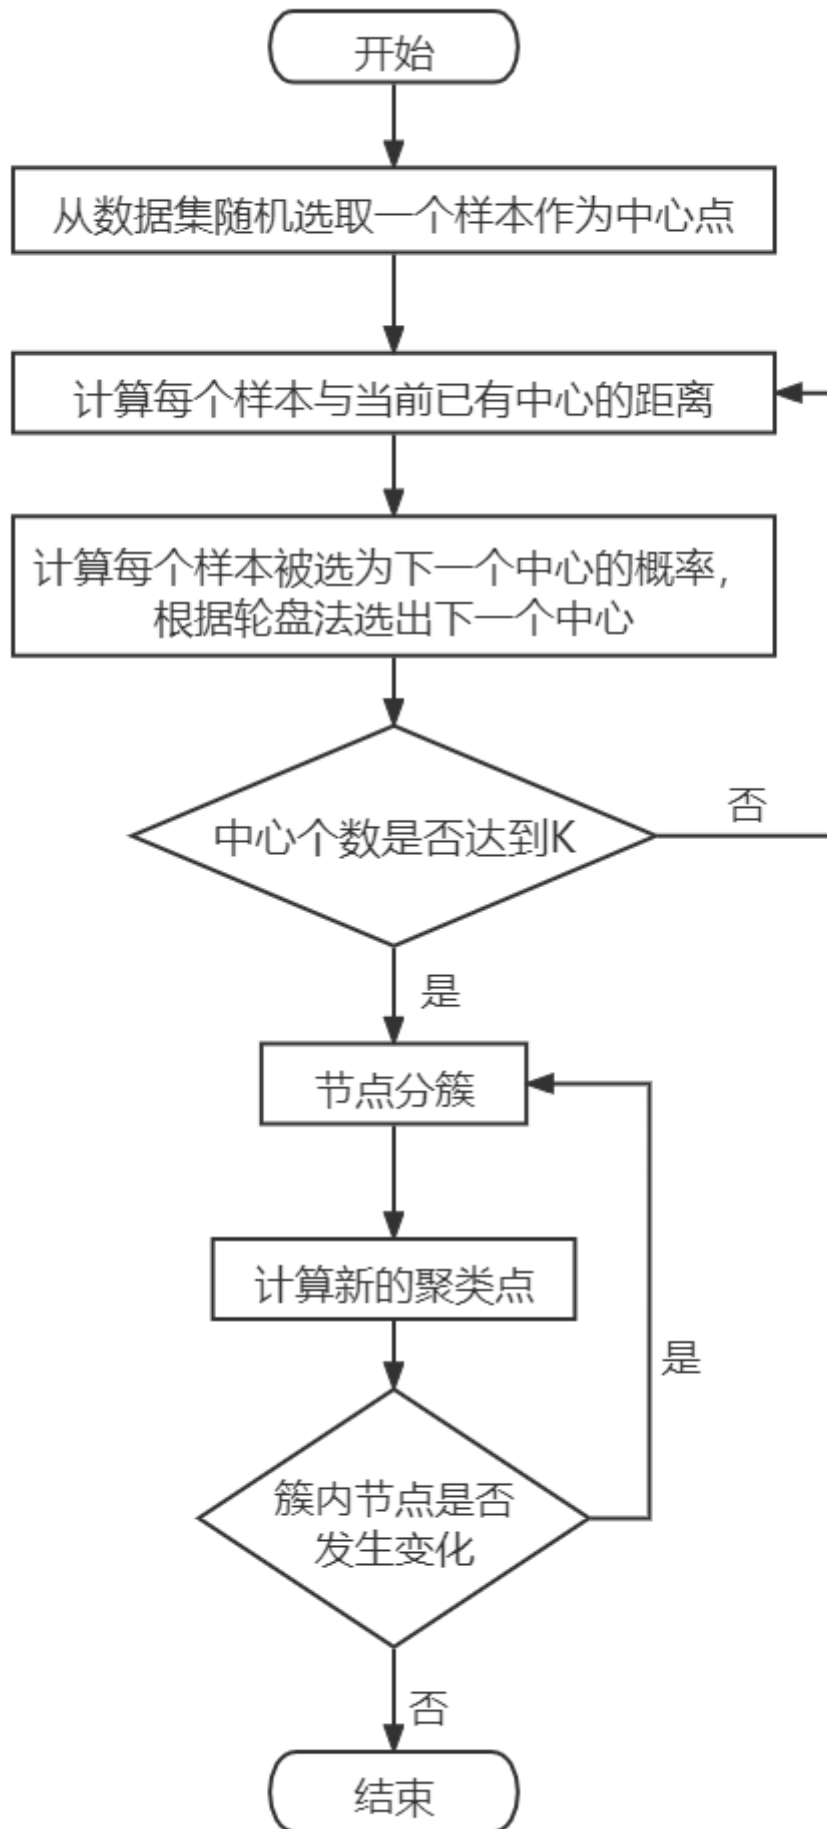 开始
从数据集随机选取一个样本作为中心点
计算每个样本与当前已有中心的距离
计算每个样本被选为下一个中心的概率，
根据轮盘法选出下一个中心
中心个数是否达到K
否
是
节点分簇
计算新的聚类点
是
簇内节点是否
发生变化
否
结束